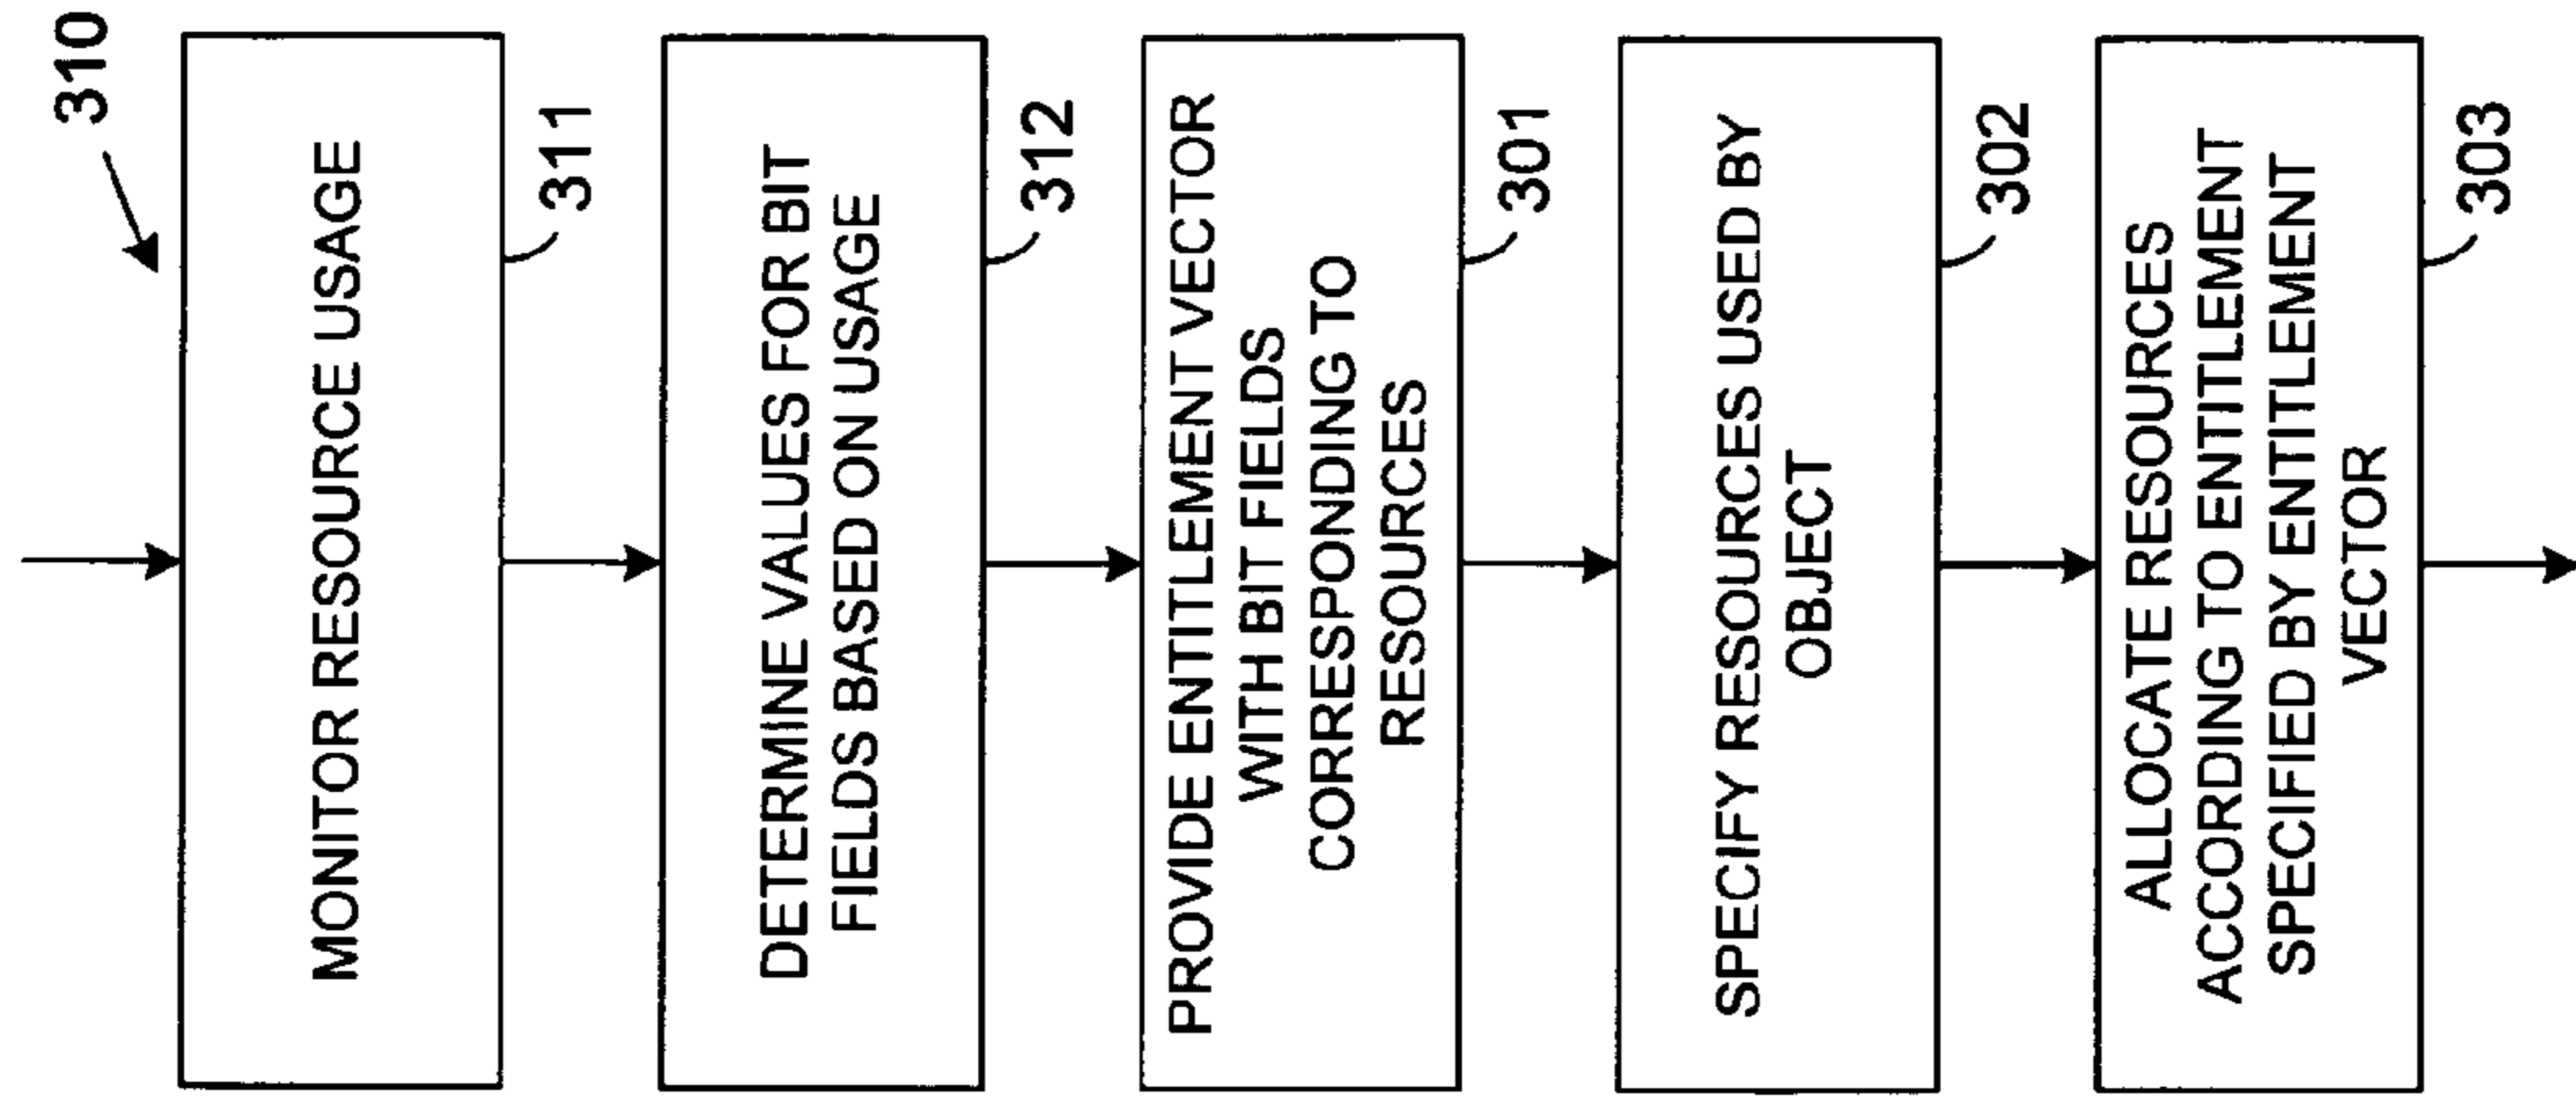 310
MONITOR RESOURCE USAGE
311
DETERMINE VALUES FOR BIT
FIELDS BASED ON USAGE
312
PROVIDE ENTITLEMENT VECTOR
WITH BIT FIELDS
CORRESPONDING TO
RESOURCES
301
SPECIFY RESOURCES USED BY
OBJECT
302
ALLOCATE RESOURCES
ACCORDING TO ENTITLEMENT
SPECIFIED BY ENTITLEMENT
VECTOR
303